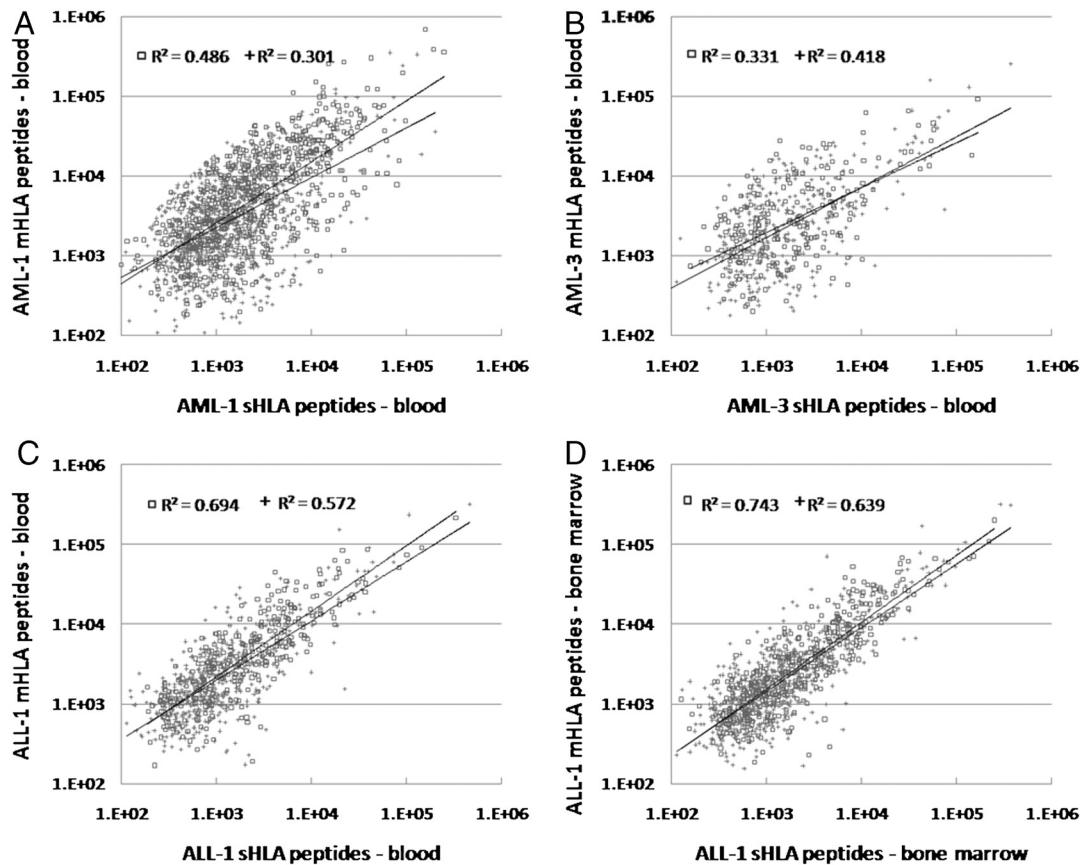 A
AML-1 mHLA peptides - blood
1.E+06
1.E+05
1.E+04
1.E+03
1.E+02
R² = 0.486 +R² = 0.301
1.E+02 1.E+03 1.E+04 1.E+05 1.E+06
AML-1 sHLA peptides - blood
B
AML-3 mHLA peptides - blood
1.E+06
1.E+05
1.E+04
1.E+03
1.E+02
R² = 0.331 +R² = 0.418
1.E+02 1.E+03 1.E+04 1.E+05 1.E+06
AML-3 sHLA peptides - blood
C
ALL-1 mHLA peptides - blood
1.E+06
1.E+05
1.E+04
1.E+03
1.E+02
R² = 0.694 + R² = 0.572
1.E+02 1.E+03 1.E+04 1.E+05 1.E+06
ALL-1 sHLA peptides - blood
D
ALL-1 mHLA peptides - bone marrow
1.E+06
1.E+05
1.E+04
1.E+03
1.E+02
R² = 0.743 +R² = 0.639
1.E+02 1.E+03 1.E+04 1.E+05 1.E+06
ALL-1 sHLA peptides - bone marrow